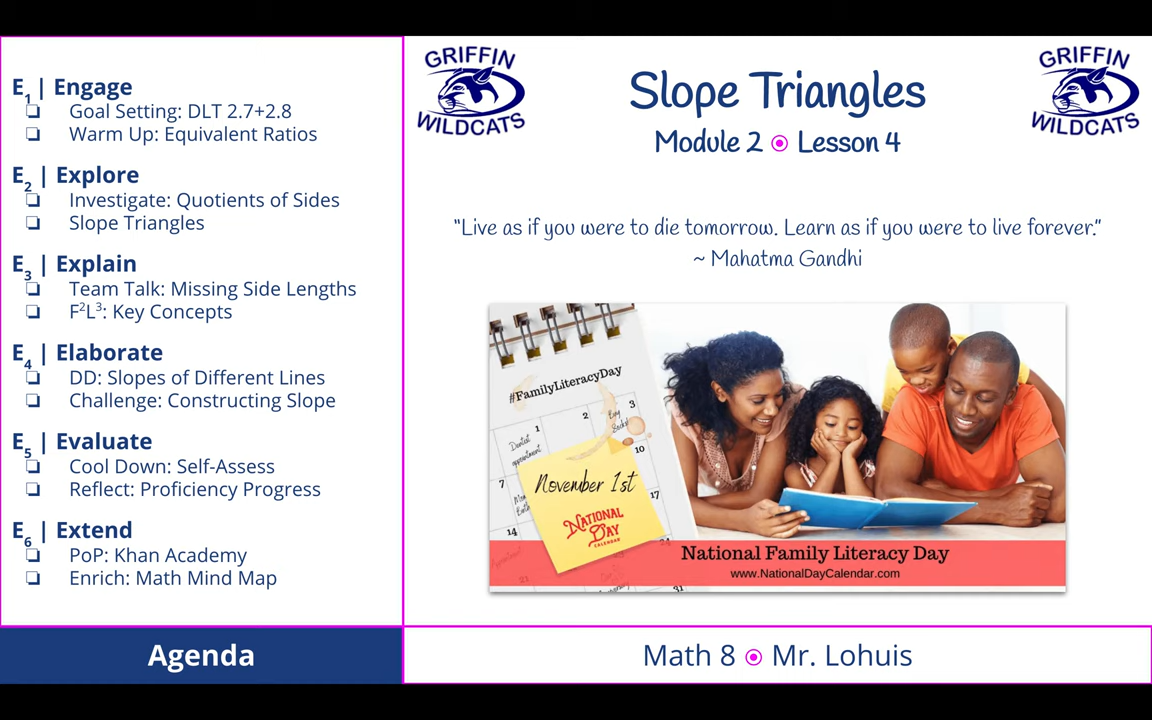 E1 | Engage
❏ Goal Setting: DLT 2.7+2.8
❏ Warm Up: Equivalent Ratios
E2 | Explore
❏ Investigate: Quotients of Sides
❏ Slope Triangles
E3 | Explain
❏ Team Talk: Missing Side Lengths
❏ F²L³: Key Concepts
E4 | Elaborate
❏ DD: Slopes of Different Lines
❏ Challenge: Constructing Slope
E5 | Evaluate
❏ Cool Down: Self-Assess
❏ Reflect: Proficiency Progress
E6 | Extend
❏ PoP: Khan Academy
❏ Enrich: Math Mind Map
Agenda
GRIFFIN
WILDCATS
GRIFFIN
WILDCATS
Slope Triangles
Module 2 ⦿ Lesson 4
“Live as if you were to die tomorrow. Learn as if you were to live forever.”
~ Mahatma Gandhi
#FamilyLiteracyDay
1
2
3
Dentist
appointment
7
10
14
17
21
31
November 1st
NATIONAL
DAY
CALENDAR
National Family Literacy Day
www.NationalDayCalendar.com
Math 8 ⦿ Mr. Lohuis